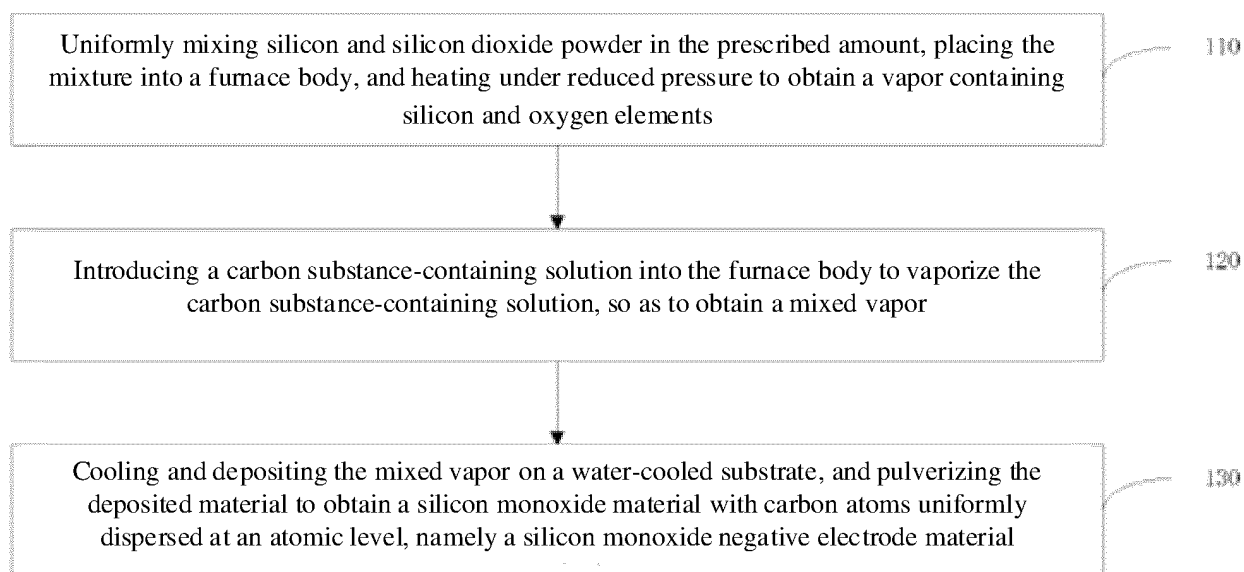 Uniformly mixing silicon and silicon dioxide powder in the prescribed amount, placing the
mixture into a furnace body, and heating under reduced pressure to obtain a vapor containing
silicon and oxygen elements
110
Introducing a carbon substance-containing solution into the furnace body to vaporize the
carbon substance-containing solution, so as to obtain a mixed vapor
120
Cooling and depositing the mixed vapor on a water-cooled substrate, and pulverizing the
deposited material to obtain a silicon monoxide material with carbon atoms uniformly
dispersed at an atomic level, namely a silicon monoxide negative electrode material
130